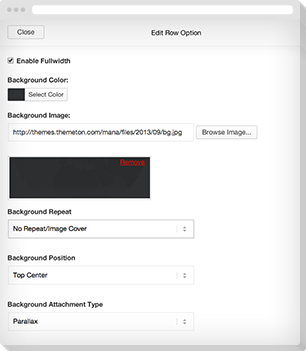 Close
Edit Row Option
Enable Fullwidth
Background Color:
Select Color
Background Image:
http://themes.themeton.com/mana/files/2013/09/bg.jpg
Browse Image...
Remove
Background Repeat
No Repeat/Image Cover
Background Position
Top Center
Background Attachment Type
Parallax